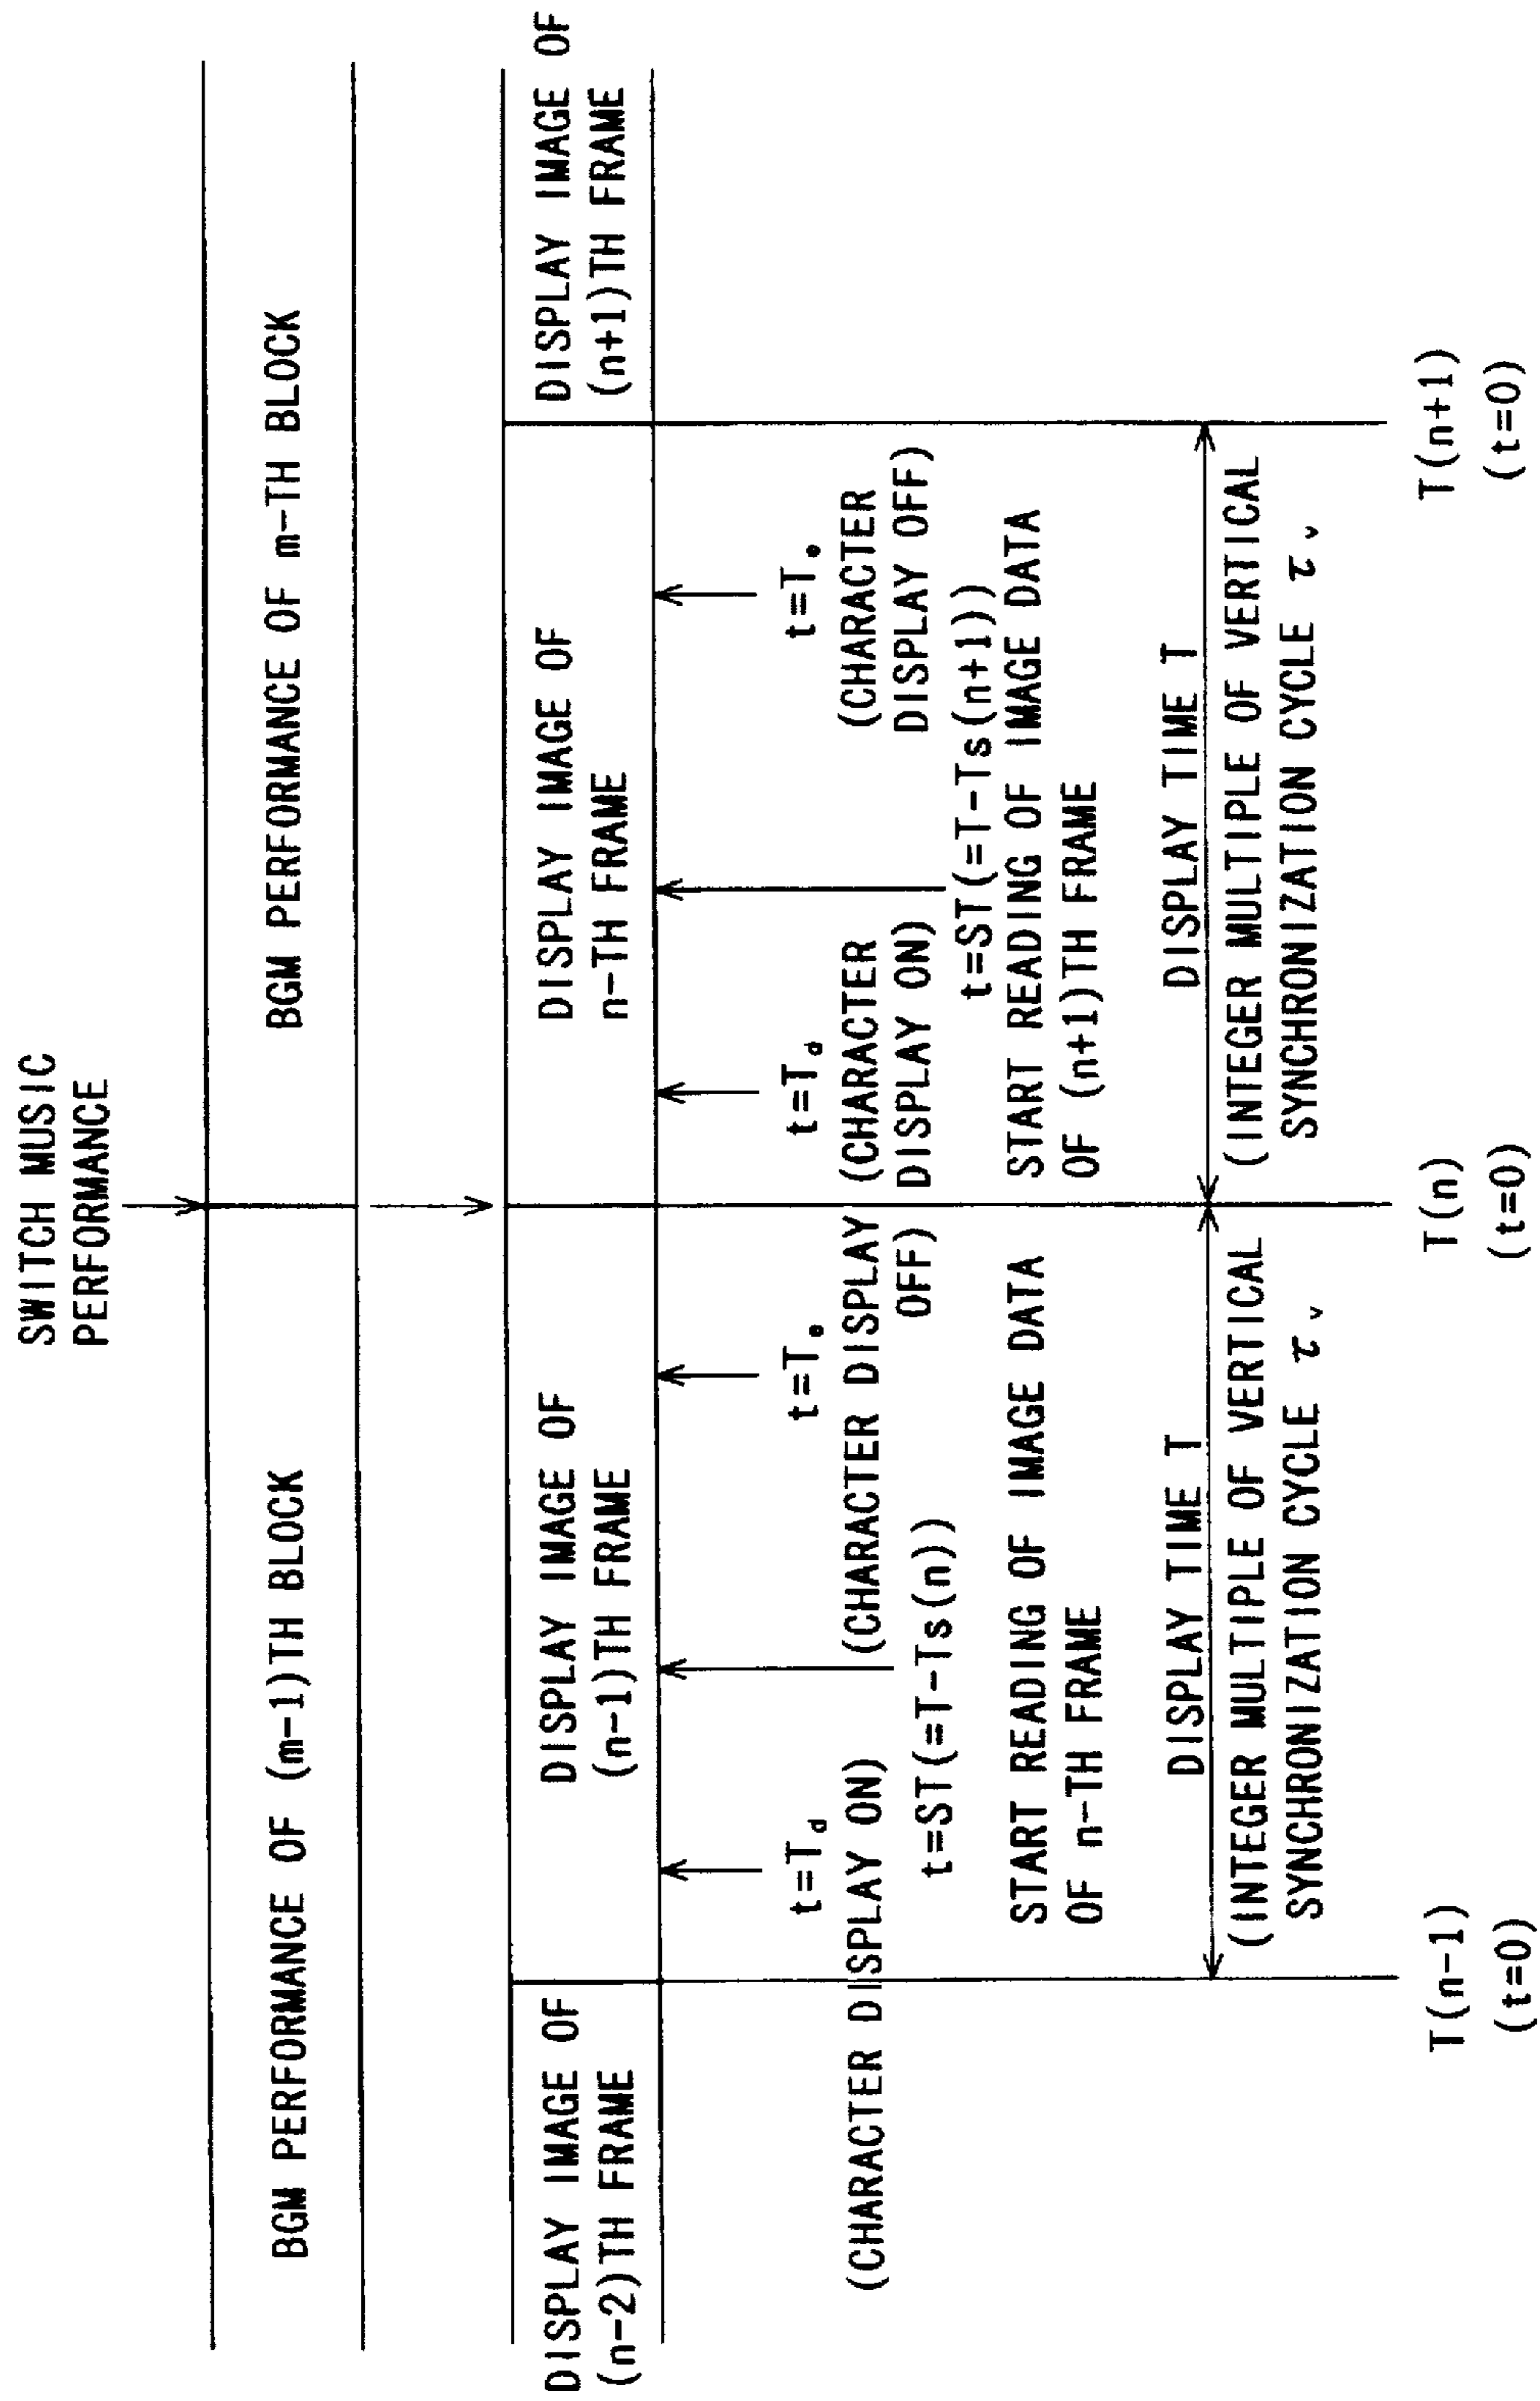 SWITCH MUSIC
PERFORMANCE
BGM PERFORMANCE OF (m-1)TH BLOCK
BGM PERFORMANCE OF m-TH BLOCK
DISPLAY IMAGE OF
(n-2)TH FRAME
DISPLAY IMAGE OF
(n-1)TH FRAME
DISPLAY IMAGE OF
n-TH FRAME
DISPLAY IMAGE OF
(n+1)TH FRAME
t=Td
(CHARACTER DISPLAY ON)
t=ST(=T-Ts(n))
START READING OF IMAGE DATA
OF n-TH FRAME
t=Te
(CHARACTER DISPLAY
OFF)
t=Td
(CHARACTER
DISPLAY ON)
t=ST(=T-Ts(n+1))
START READING OF IMAGE DATA
OF (n+1)TH FRAME
t=Te
(CHARACTER
DISPLAY OFF)
DISPLAY TIME T
(INTEGER MULTIPLE OF VERTICAL
SYNCHRONIZATION CYCLE τv
DISPLAY TIME T
(INTEGER MULTIPLE OF VERTICAL
SYNCHRONIZATION CYCLE τv
T(n-1)
(t=0)
T(n)
(t=0)
T(n+1)
(t=0)